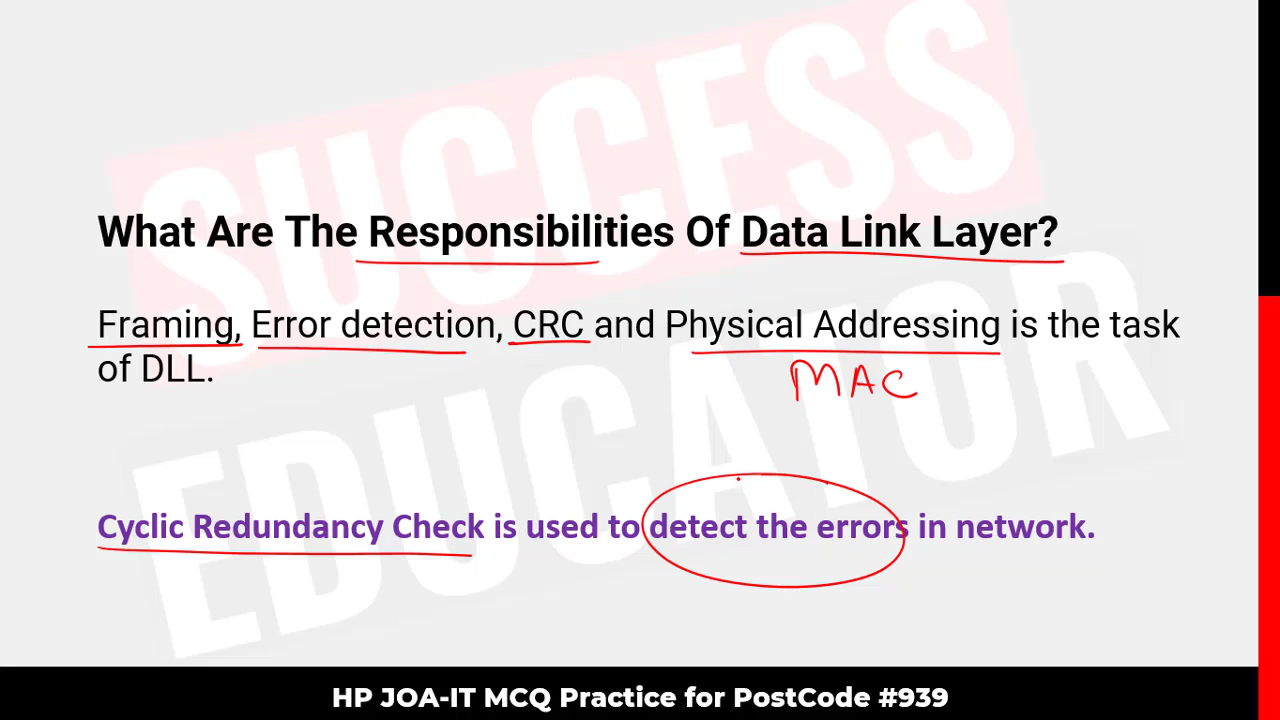 SUCCESS
EDUCATOR
What Are The Responsibilities Of Data Link Layer?
Framing, Error detection, CRC and Physical Addressing is the task
of DLL.
MAC
Cyclic Redundancy Check is used to detect the errors in network.
HP JOA-IT MCQ Practice for PostCode #939